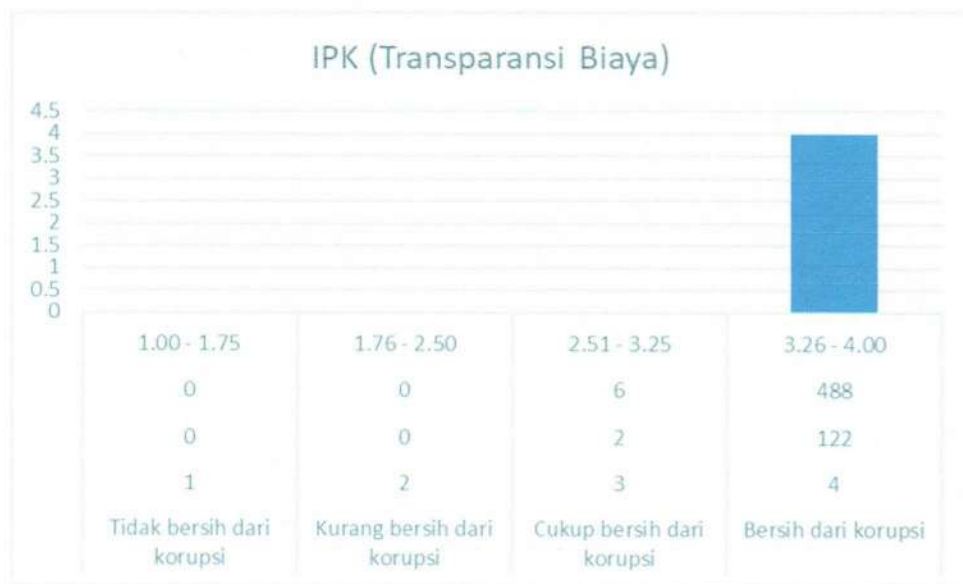 IPK (Transparansi Biaya)
4.5
4
3.5
3
2.5
2
1.5
1
0.5
0
1.00 - 1.75 1.76 - 2.50 2.51 - 3.25 3.26 - 4.00
0 0 6 488
0 0 2 122
1 2 3 4
Tidak bersih dari Kurang bersih dari Cukup bersih dari Bersih dari korupsi
korupsi korupsi korupsi